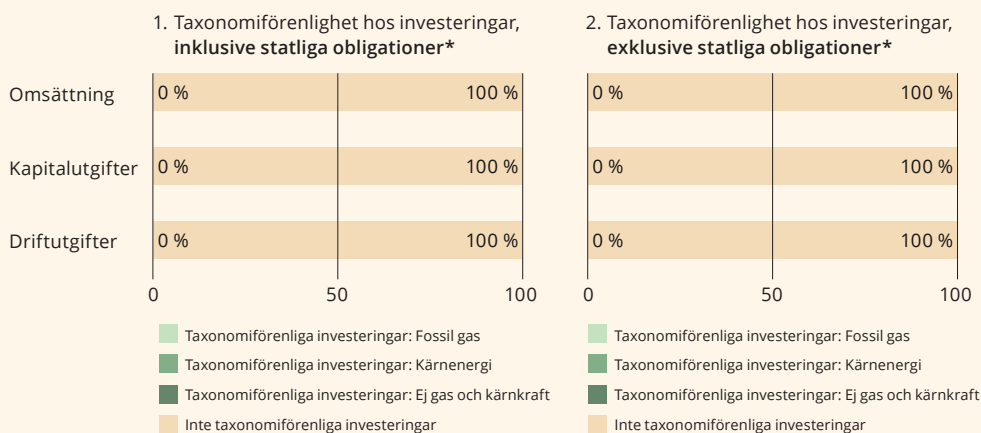 1. Taxonomiförenlighet hos investeringar,
inklusive statliga obligationer*
Omsättning
0 %
100 %
Kapitalutgifter
0 %
100 %
Driftutgifter
0 %
100 %
0
50
100
Taxonomiförenliga investeringar: Fossil gas
Taxonomiförenliga investeringar: Kärnenergi
Taxonomiförenliga investeringar: Ej gas och kärnkraft
Inte taxonomiförenliga investeringar
2. Taxonomiförenlighet hos investeringar,
exklusive statliga obligationer*
0 %
100 %
0 %
100 %
0 %
100 %
0
50
100
Taxonomiförenliga investeringar: Fossil gas
Taxonomiförenliga investeringar: Kärnenergi
Taxonomiförenliga investeringar: Ej gas och kärnkraft
Inte taxonomiförenliga investeringar